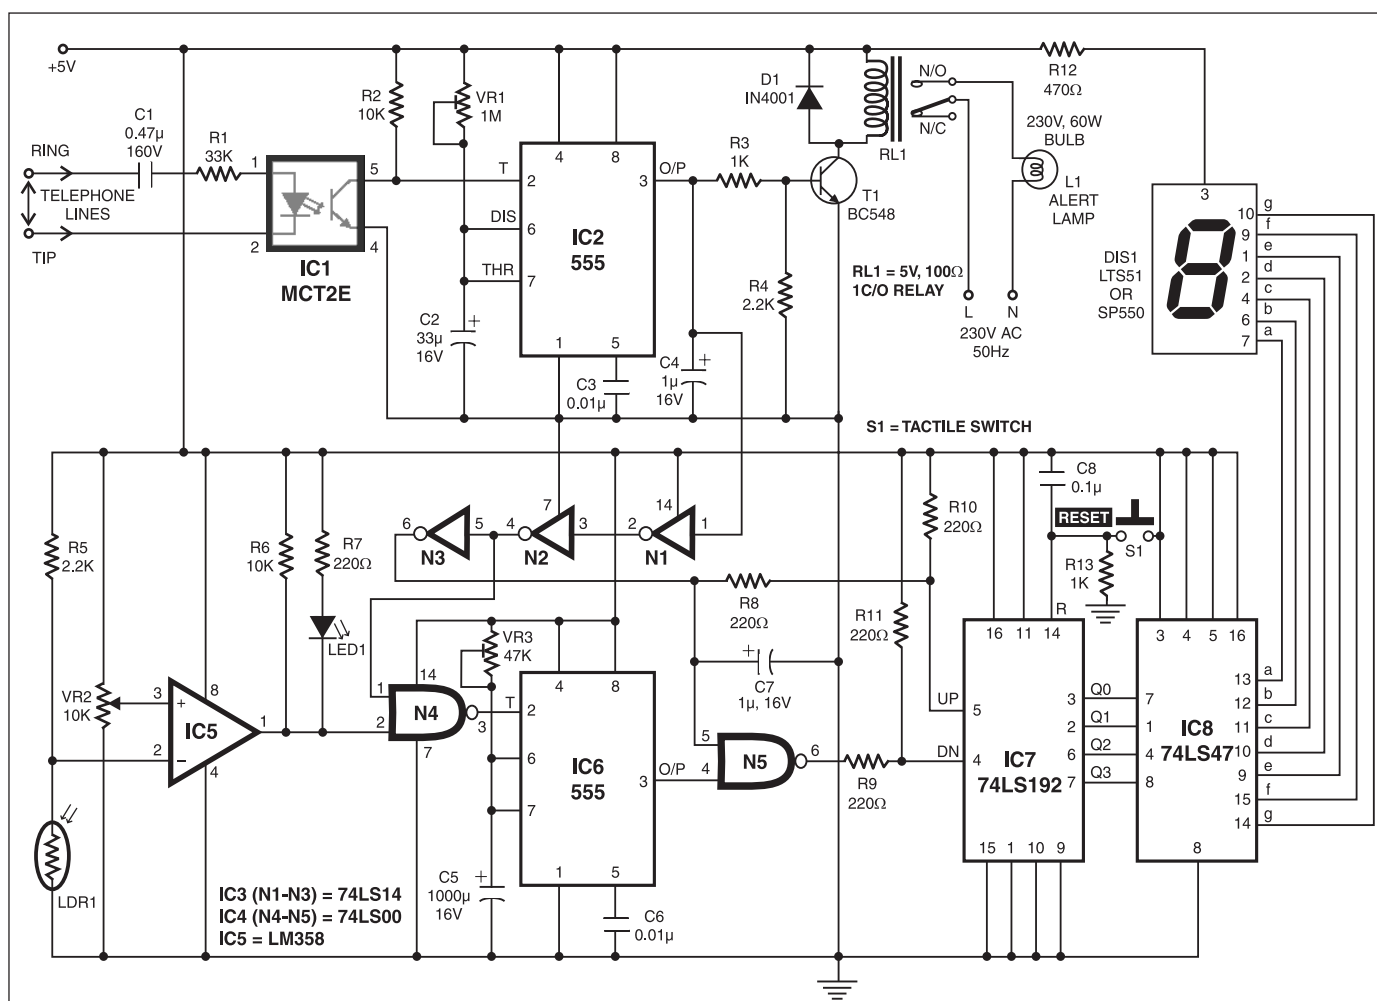 +5V
C1
0.47µ
160V
R1
33K
RING
TELEPHONE
LINES
TIP
1
2
5
4
IC1
MCT2E
R2
10K
VR1
1M
T
DIS
THR
2
6
7
4
8
IC2
555
3
O/P
1
5
C2
33µ
16V
+
C3
0.01µ
R3
1K
C4
1µ
16V
+
R4
2.2K
D1
IN4001
T1
BC548
RL1
N/O
N/C
RL1 = 5V, 100Ω
1C/O RELAY
R12
470Ω
230V, 60W
BULB
L1
ALERT
LAMP
L
N
230V AC
50Hz
DIS1
LTS51
OR
SP550
3
10
9
1
2
4
6
7
g
f
e
d
c
b
a
S1 = TACTILE SWITCH
R5
2.2K
VR2
10K
LDR1
3
2
+
−
8
4
1
IC5
R6
10K
R7
220Ω
LED1
6
5
N3
7
4
3
N2
14
2
1
N1
1
2
14
7
3
N4
VR3
47K
T
2
6
7
4
8
IC6
555
3
O/P
1
5
C5
1000µ
16V
+
C6
0.01µ
R8
220Ω
+
C7
1µ, 16V
5
4
6
N5
R9
220Ω
R10
220Ω
R11
220Ω
UP
DN
5
4
16
11
14
R
IC7
74LS192
3
2
6
7
15
1
10
9
Q0
Q1
Q2
Q3
C8
0.1µ
RESET
S1
R13
1K
3
4
5
16
7
1
4
8
IC8
74LS47
13
12
11
10
9
15
14
8
a
b
c
d
e
f
g
IC3 (N1-N3) = 74LS14
IC4 (N4-N5) = 74LS00
IC5 = LM358